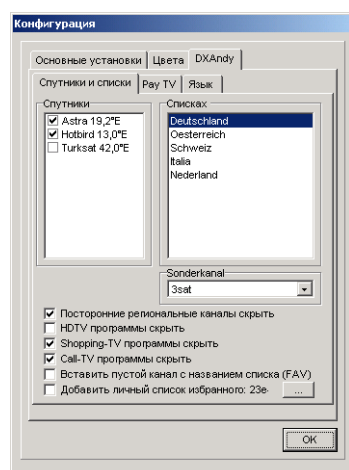 Конфигурация
Основные установки Цвета DXAndy
Спутники и списки Pay TV Язык
Спутники
Astra 19,2°E
Hotbird 13,0°E
Turksat 42,0°E
Списках
Deutschland
Oesterreich
Schweiz
Italia
Nederland
Sonderkanal
3sat
Посторонние региональные каналы скрыть
HDTV программы скрыть
Shopping-TV программы скрыть
Call-TV программы скрыть
Вставить пустой канал с названием списка (FAV)
Добавить личный список избранного: 23e- ...
OK